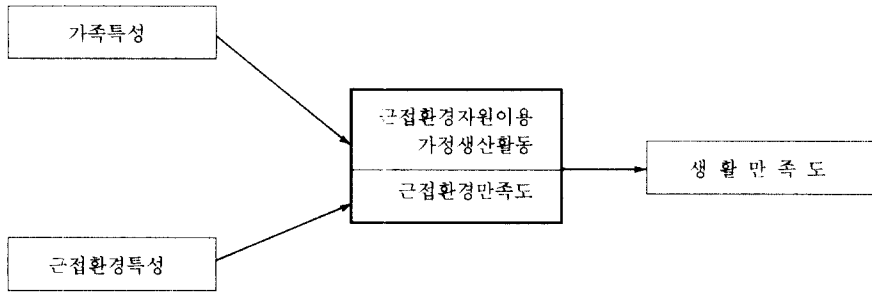 가족특성
근접환경자원이용
가정생산활동
근접환경만족도
생 활 만 족 도
근접환경특성